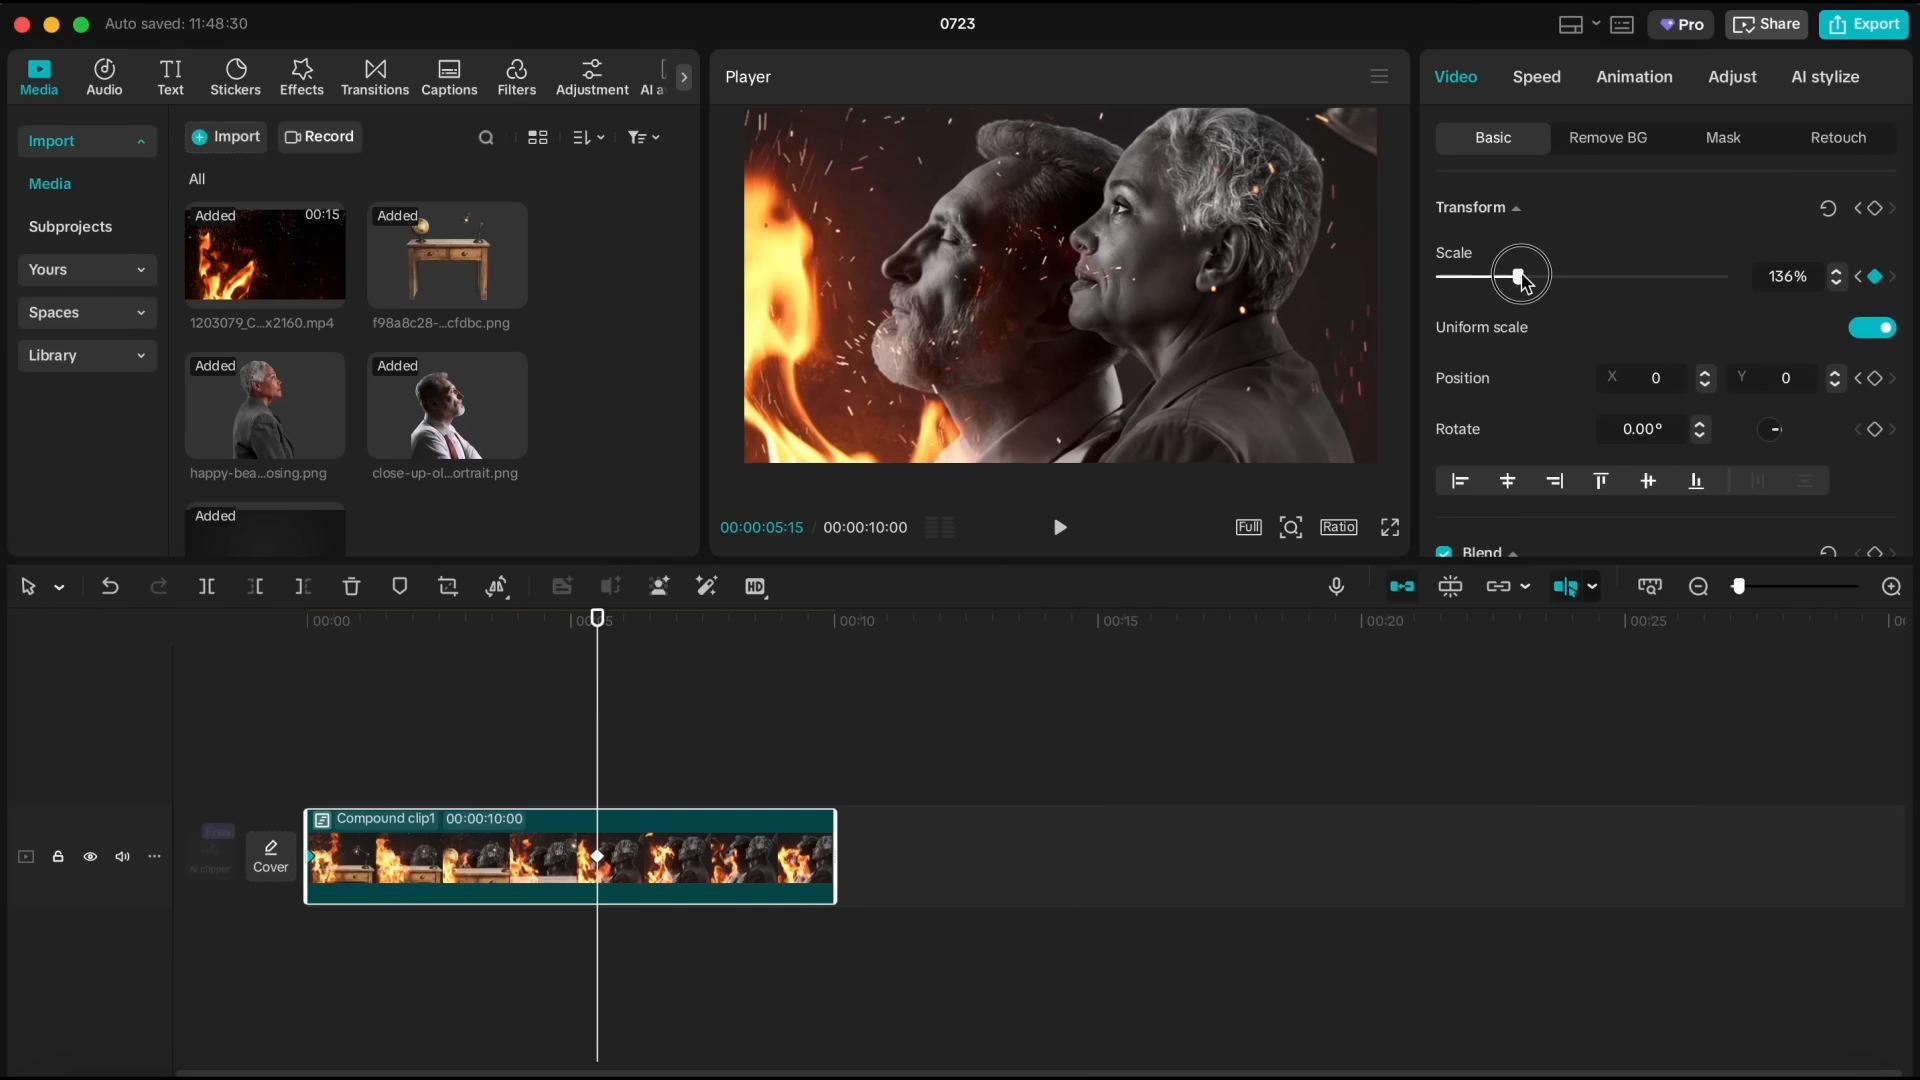 Auto saved: 11:48:30
0723
Pro
Share
Export
Media
Audio
Text
Stickers
Effects
Transitions
Captions
Filters
Adjustment
AI a
Player
Video
Speed
Animation
Adjust
AI stylize
Import
Media
Subprojects
Yours
Spaces
Library
Import
Record
All
Added
00:15
1203079_C...x2160.mp4
Added
f98a8c28-...cfdbc.png
Added
happy-bea...osing.png
Added
close-up-ol...ortrait.png
Added
00:00:05:15 / 00:00:10:00
Full
Ratio
Basic
Remove BG
Mask
Retouch
Transform
Scale
136%
Uniform scale
Position
X 0
Y 0
Rotate
0.00°
Blend
HD
00:00
00:05
00:10
00:15
00:20
00:25
Free
AI clipper
Cover
Compound clip1 00:00:10:00